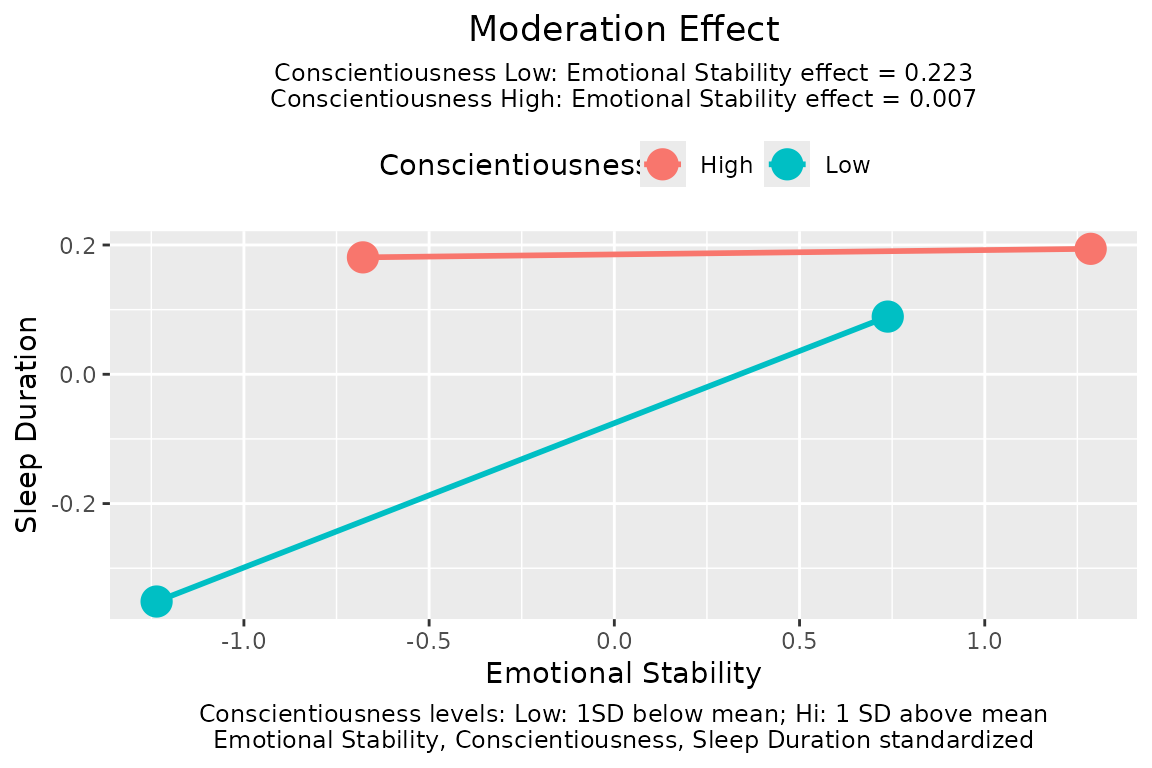 Moderation Effect
Conscientiousness Low: Emotional Stability effect = 0.223
Conscientiousness High: Emotional Stability effect = 0.007
Conscientiousness High Low
0.2
0.0
-0.2
Sleep Duration
-1.0 -0.5 0.0 0.5 1.0
Emotional Stability
Conscientiousness levels: Low: 1SD below mean; Hi: 1 SD above mean
Emotional Stability, Conscientiousness, Sleep Duration standardized